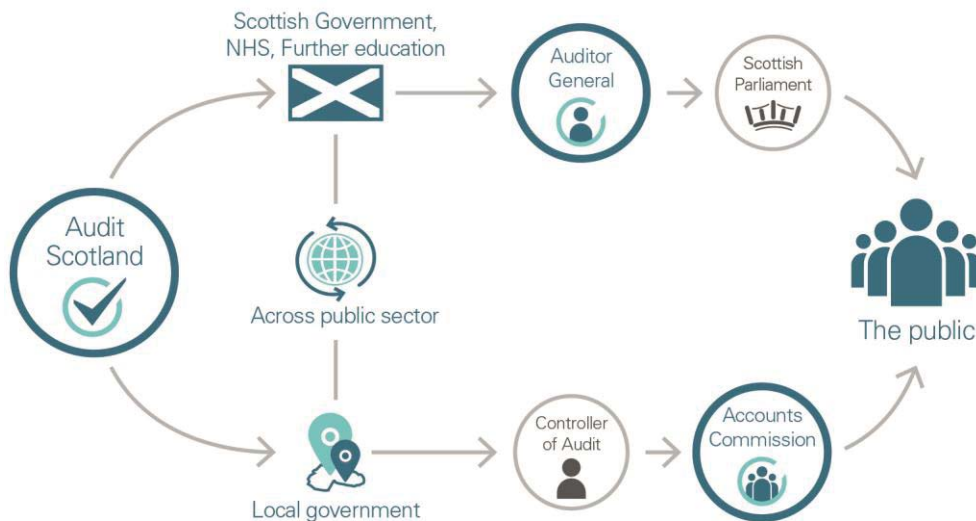 Scottish Government,
NHS, Further education
Auditor
General
Scottish
Parliament
Audit
Scotland
Across public sector
The public
Local government
Controller
of Audit
Accounts
Commission